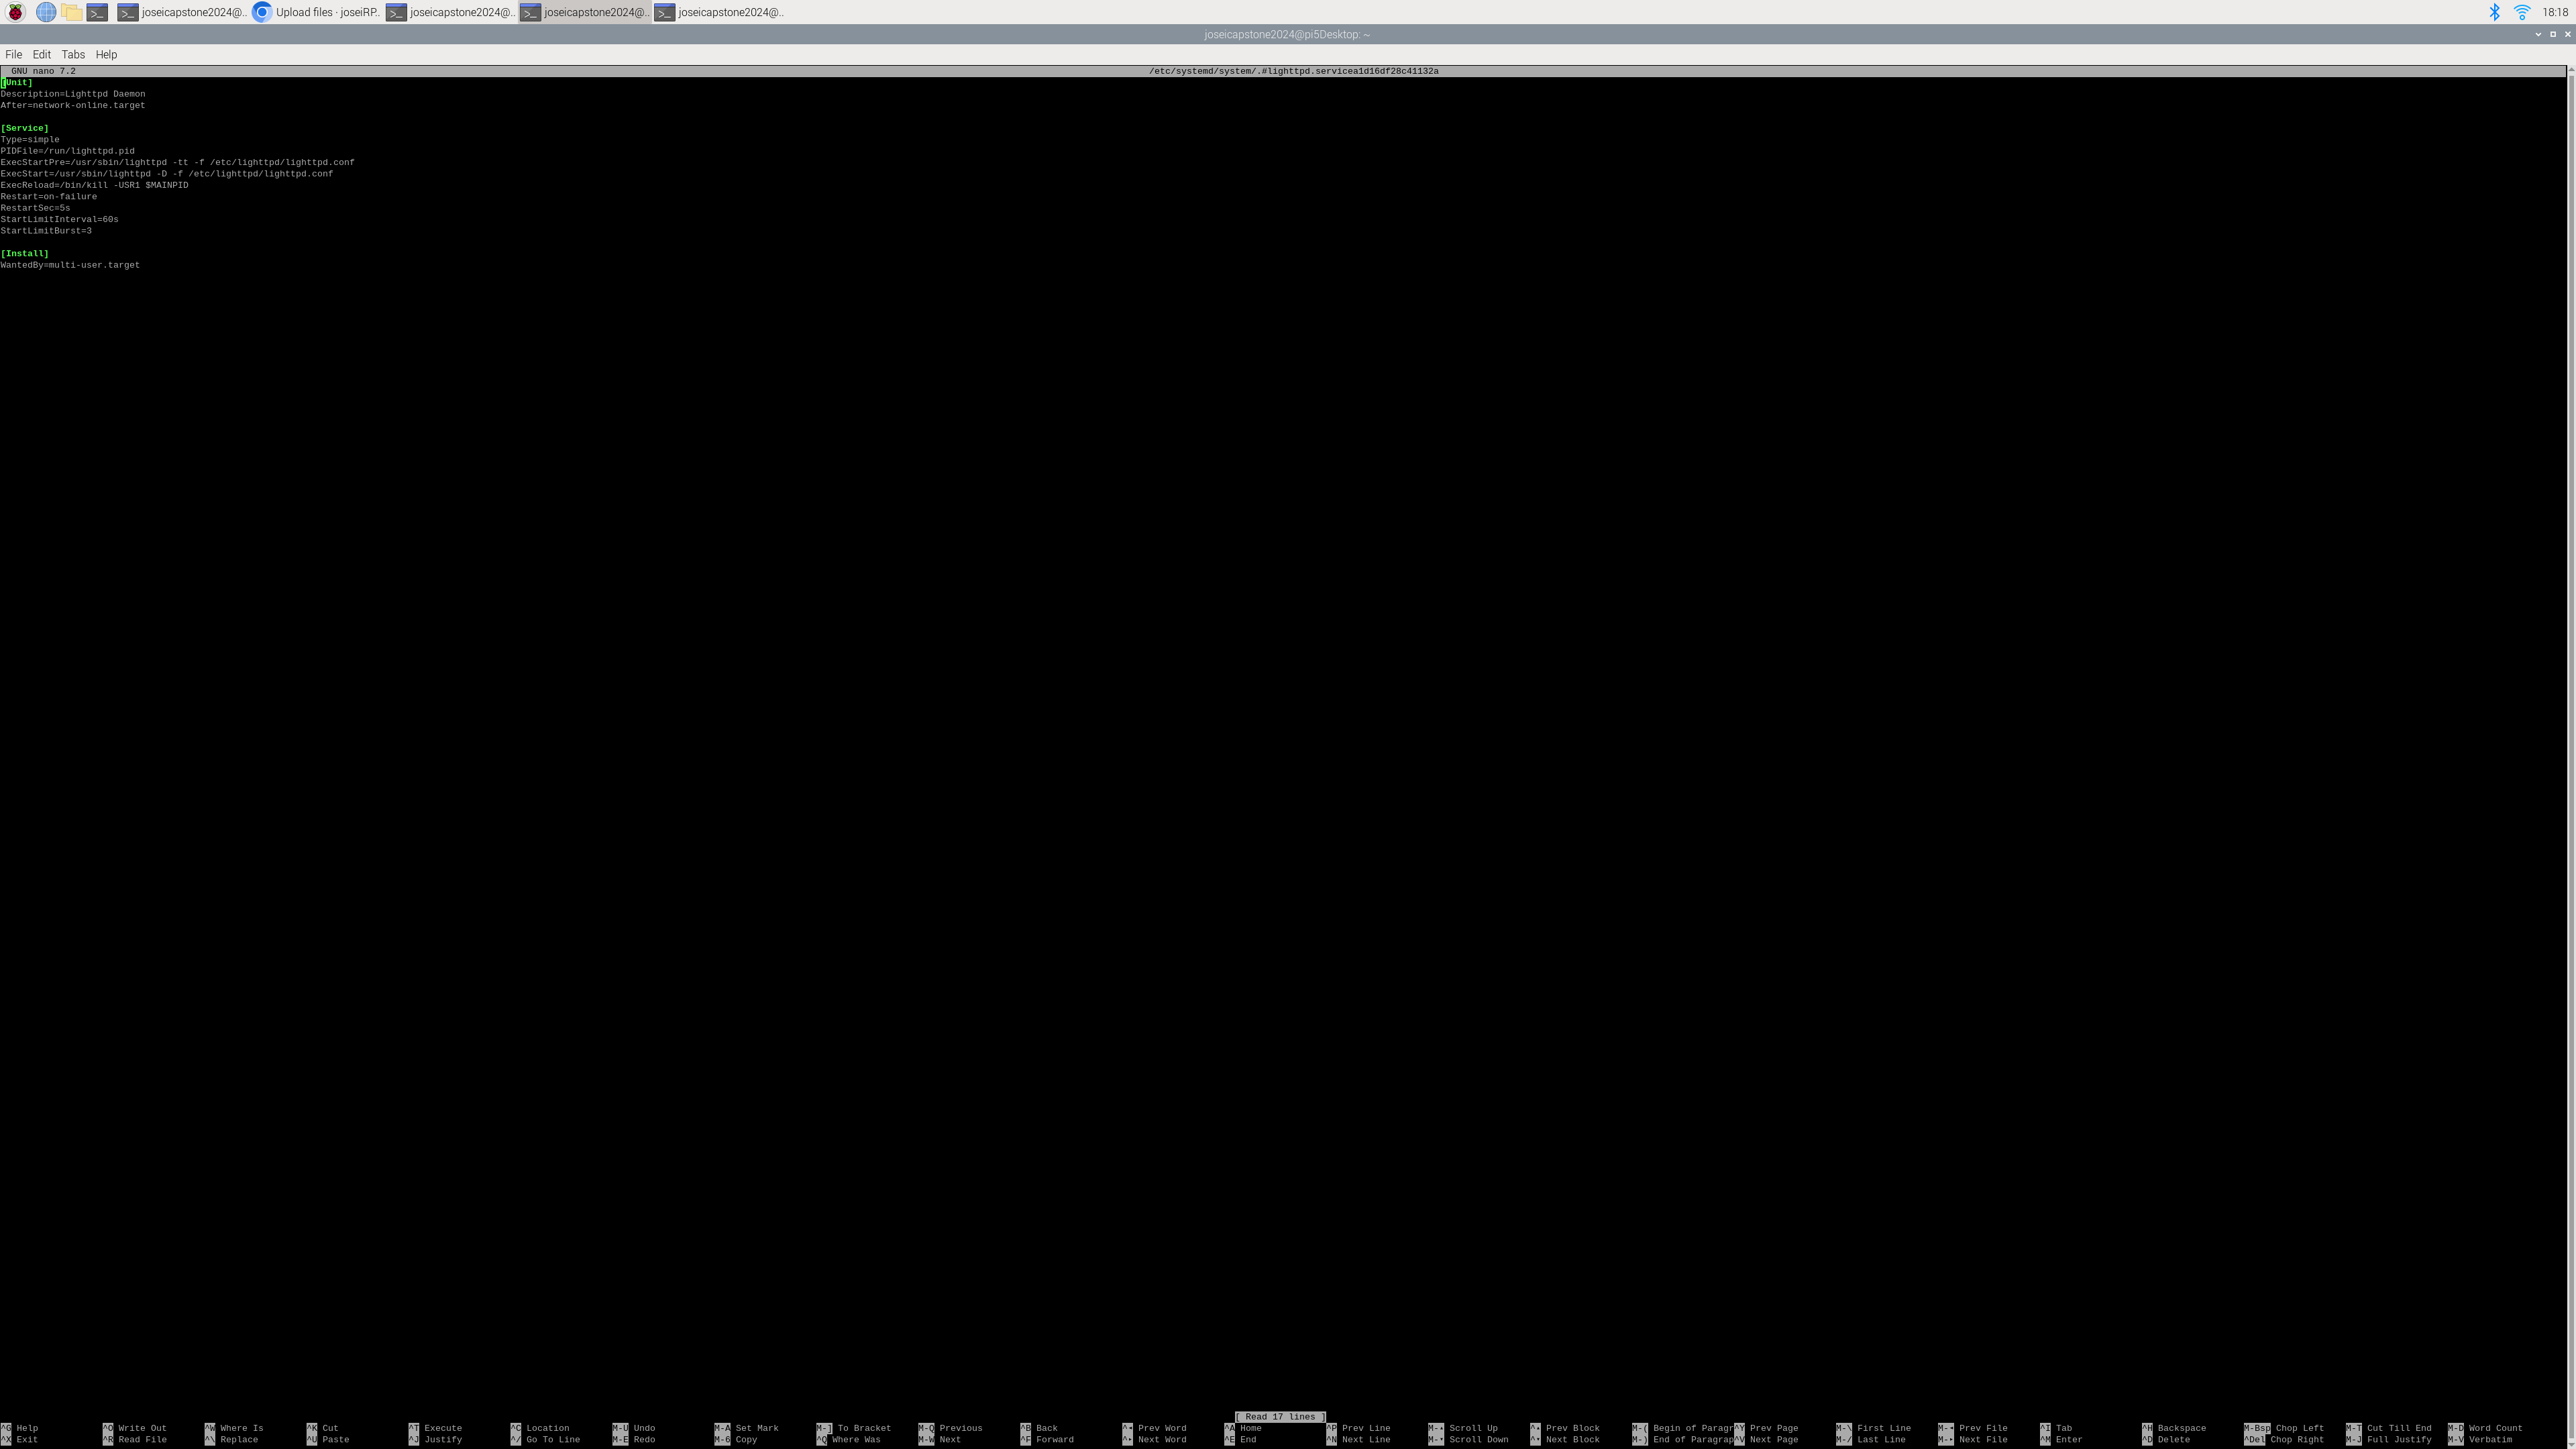 joseicapstone2024@.. Upload files · joseiRP.. joseicapstone2024@.. joseicapstone2024@.. joseicapstone2024@.. 18:18
joseicapstone2024@pi5Desktop: ~
File Edit Tabs Help
GNU nano 7.2 /etc/systemd/system/.#lighttpd.servicea1d16df28c41132a
[Unit]
Description=Lighttpd Daemon
After=network-online.target
[Service]
Type=simple
PIDFile=/run/lighttpd.pid
ExecStartPre=/usr/sbin/lighttpd -tt -f /etc/lighttpd/lighttpd.conf
ExecStart=/usr/sbin/lighttpd -D -f /etc/lighttpd/lighttpd.conf
ExecReload=/bin/kill -USR1 $MAINPID
Restart=on-failure
RestartSec=5s
StartLimitInterval=60s
StartLimitBurst=3
[Install]
WantedBy=multi-user.target
[ Read 17 lines ]
^G Help ^O Write Out ^W Where Is ^K Cut ^T Execute ^C Location M-U Undo M-A Set Mark M-] To Bracket M-Q Previous ^B Back ^◂ Prev Word ^A Home ^P Prev Line M-▴ Scroll Up ^▴ Prev Block M-( Begin of Paragr^Y Prev Page M-\ First Line M-◂ Prev File ^I Tab ^H Backspace M-Bsp Chop Left M-T Cut Till End M-D Word Count
^X Exit ^R Read File ^\ Replace ^U Paste ^J Justify ^/ Go To Line M-E Redo M-6 Copy ^Q Where Was M-W Next ^F Forward ^▸ Next Word ^E End ^N Next Line M-▾ Scroll Down ^▾ Next Block M-) End of Paragrap^V Next Page M-/ Last Line M-▸ Next File ^M Enter ^D Delete ^Del Chop Right M-J Full Justify M-V Verbatim